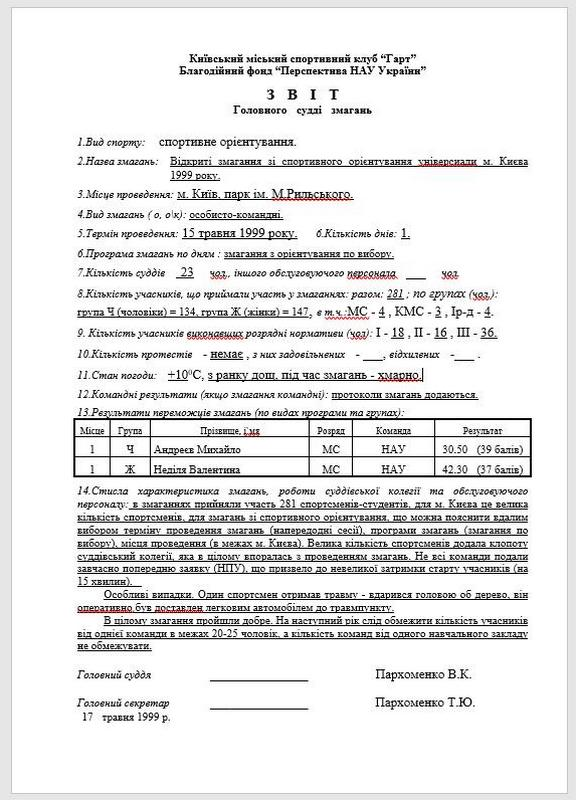 Київський міський спортивний клуб “Гарт”
Благодійний фонд “Перспектива НАУ України”
З В І Т
Головного судді змагань
1.Вид спорту: спортивне орієнтування.
2.Назва змагань: Відкриті змагання зі спортивного орієнтування універсиади м. Києва
1999 року.
3.Місце проведення: м. Київ, парк ім. М.Рильського.
4.Вид змагань ( о, о\к): особисто-командні.
5.Термін проведення: 15 травня 1999 року. 6.Кількість днів: 1.
6.Програма змагань по дням : змагання з орієнтування по вибору.
7.Кількість суддів 23 чол., іншого обслуговуючого персонала ___ чол.
8.Кількість учасників, що приймали участь у змаганнях: разом: 281 ; по групах (чол.):
група Ч (чоловіки) = 134, група Ж (жінки) = 147, в т.ч.:МС - 4 , КМС - 3 , Ір-д - 4.
9. Кількість учасників виконавших розрядні нормативи (чол): І - 18 , ІІ - 16 , ІІІ - 36.
10.Кількість протестів - немає , з них задовільнених - ___, відхилених -___ .
11.Стан погоди: +10⁰С, з ранку дощ, під час змагань - хмарно.
12.Командні результати (якщо змагання командні): протоколи змагань додаються.
13.Результати переможців змагань (по видах програми та групах):
Місце Група Прізвище, ім'я Розряд Команда Результат
1 Ч Андреєв Михайло МС НАУ 30.50 (39 балів)
1 Ж Неділя Валентина МС НАУ 42.30 (37 балів)
14.Стисла характеристика змагань, роботи суддівської колегії та обслуговуючого
персоналу: в змаганнях прийняли участь 281 спортсменів-студентів, для м. Києва це велика
кількість спортсменів, для змагань зі спортивного орієнтування, що можна пояснити вдалим
вибором терміну проведення змагань (напередодні сесії), програми змагань (змагання по
вибору), місця проведення (в межах м. Києва). Велика кількість спортсменів додала клопоту
суддівській колегії, яка в цілому впоралася з проведенням змагань. Не всі команди подали
завчасно попередню заявку (НПУ), що призвело до невеликої затримки старту учасників (на
15 хвилин).
Особливі випадки. Один спортсмен отримав травму - вдарився головою об дерево, він
оперативно був доставлен легковим автомобілем до травмпункту.
В цілому змагання пройшли добре. На наступний рік слід обмежити кількість учасників
від однієї команди в межах 20-25 чоловік, а кількість команд від одного навчального закладу
не обмежувати.
Головний суддя Пархоменко В.К.
Головний секретар Пархоменко Т.Ю.
17 травня 1999 р.